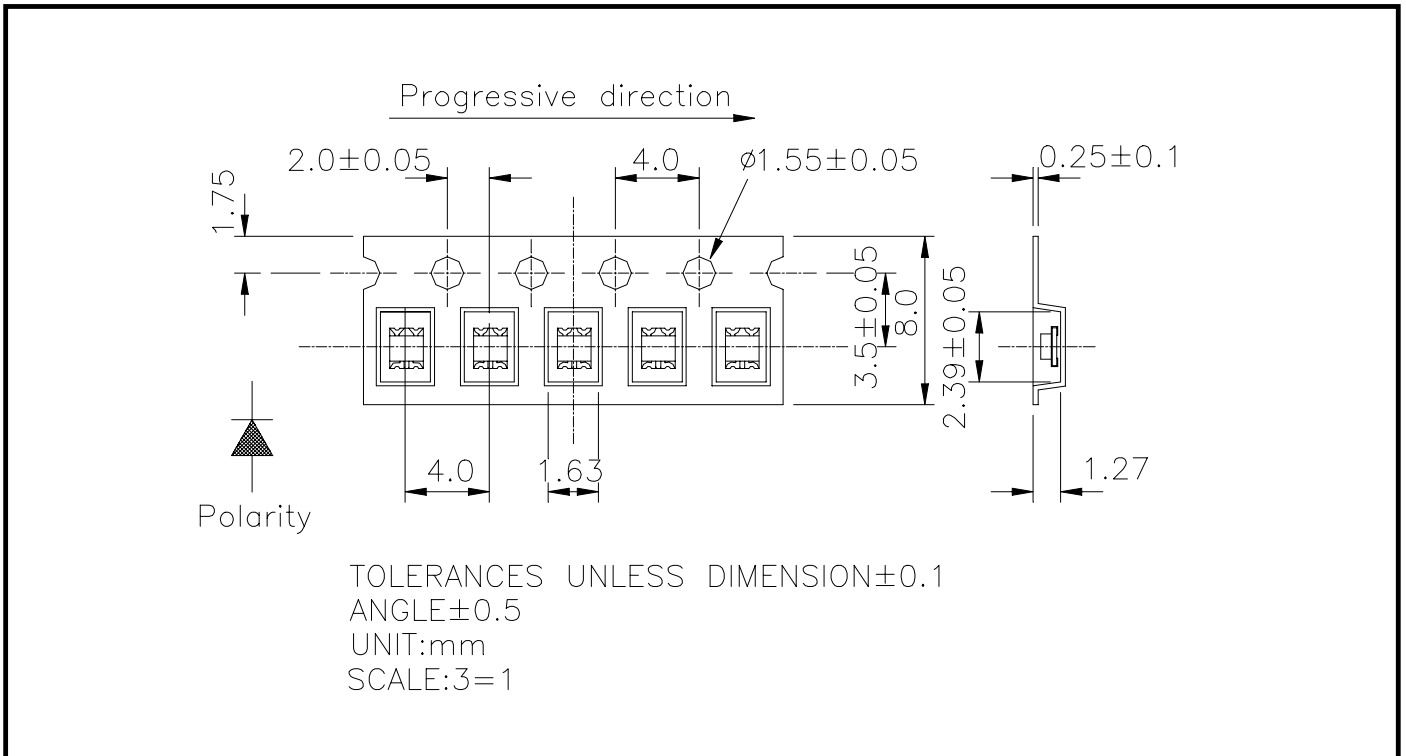 Progressive direction
2.0±0.05
4.0
ø1.55±0.05
0.25±0.1
1.75
3.5±0.05
8.0
2.39±0.05
4.0
1.63
1.27
Polarity
TOLERANCES UNLESS DIMENSION±0.1
ANGLE±0.5
UNIT:mm
SCALE:3=1